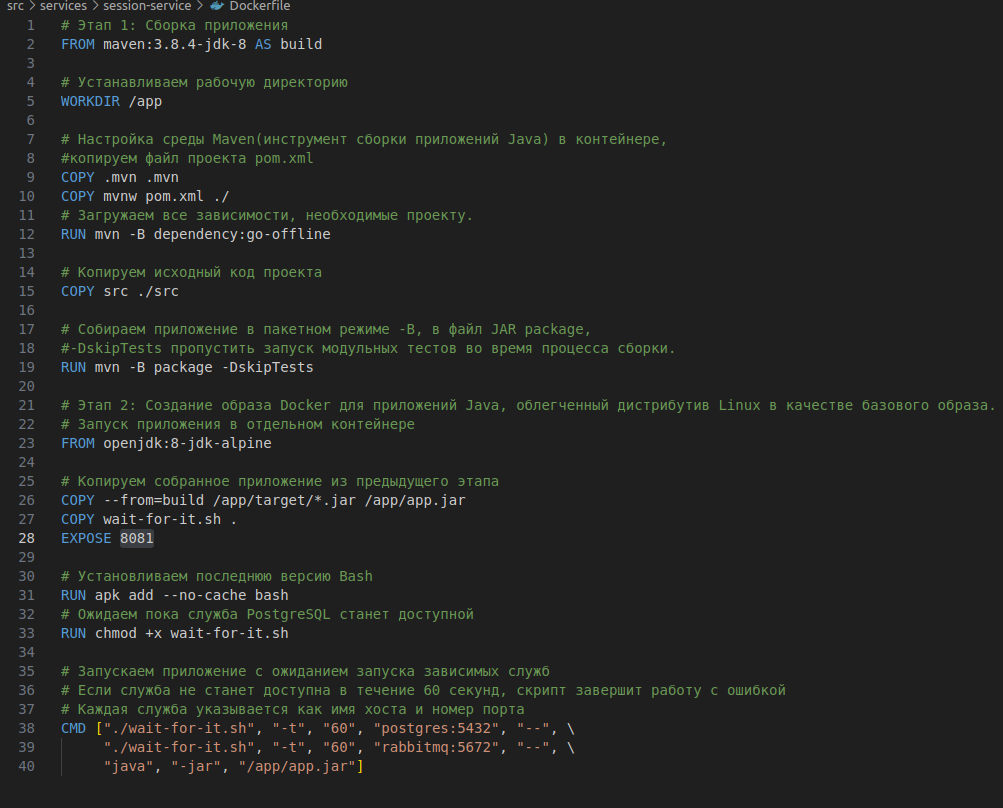 src > services > session-service > Dockerfile
1 # Этап 1: Сборка приложения
2 FROM maven:3.8.4-jdk-8 AS build
3
4 # Устанавливаем рабочую директорию
5 WORKDIR /app
6
7 # Настройка среды Maven(инструмент сборки приложений Java) в контейнере,
8 #копируем файл проекта pom.xml
9 COPY .mvn .mvn
10 COPY mvnw pom.xml ./
11 # Загружаем все зависимости, необходимые проекту.
12 RUN mvn -B dependency:go-offline
13
14 # Копируем исходный код проекта
15 COPY src ./src
16
17 # Собираем приложение в пакетном режиме -B, в файл JAR package,
18 #-DskipTests пропустить запуск модульных тестов во время процесса сборки.
19 RUN mvn -B package -DskipTests
20
21 # Этап 2: Создание образа Docker для приложений Java, облегченный дистрибутив Linux в качестве базового образа.
22 # Запуск приложения в отдельном контейнере
23 FROM openjdk:8-jdk-alpine
24
25 # Копируем собранное приложение из предыдущего этапа
26 COPY --from=build /app/target/*.jar /app/app.jar
27 COPY wait-for-it.sh .
28 EXPOSE 8081
29
30 # Установливаем последнюю версию Bash
31 RUN apk add --no-cache bash
32 # Ожидаем пока служба PostgreSQL станет доступной
33 RUN chmod +x wait-for-it.sh
34
35 # Запускаем приложение с ожиданием запуска зависимых служб
36 # Если служба не станет доступна в течение 60 секунд, скрипт завершит работу с ошибкой
37 # Каждая служба указывается как имя хоста и номер порта
38 CMD ["./wait-for-it.sh", "-t", "60", "postgres:5432", "--", \
39 "./wait-for-it.sh", "-t", "60", "rabbitmq:5672", "--", \
40 "java", "-jar", "/app/app.jar"]